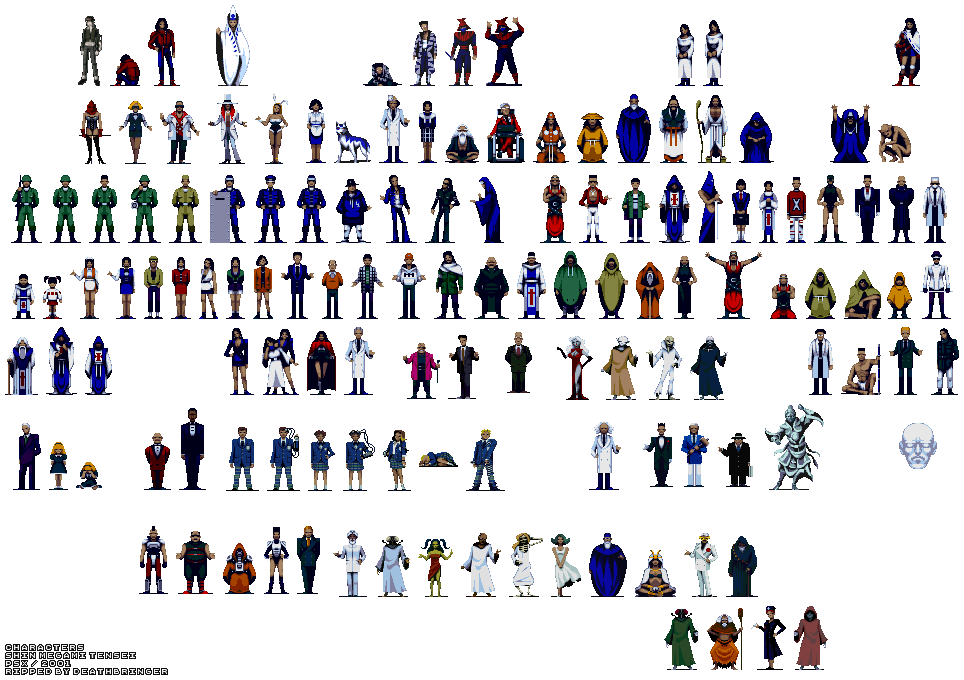 CHARACTERS
SHIN MEGAMI TENSEI
PSX / 2001
RIPPED BY DEATHBRINGER